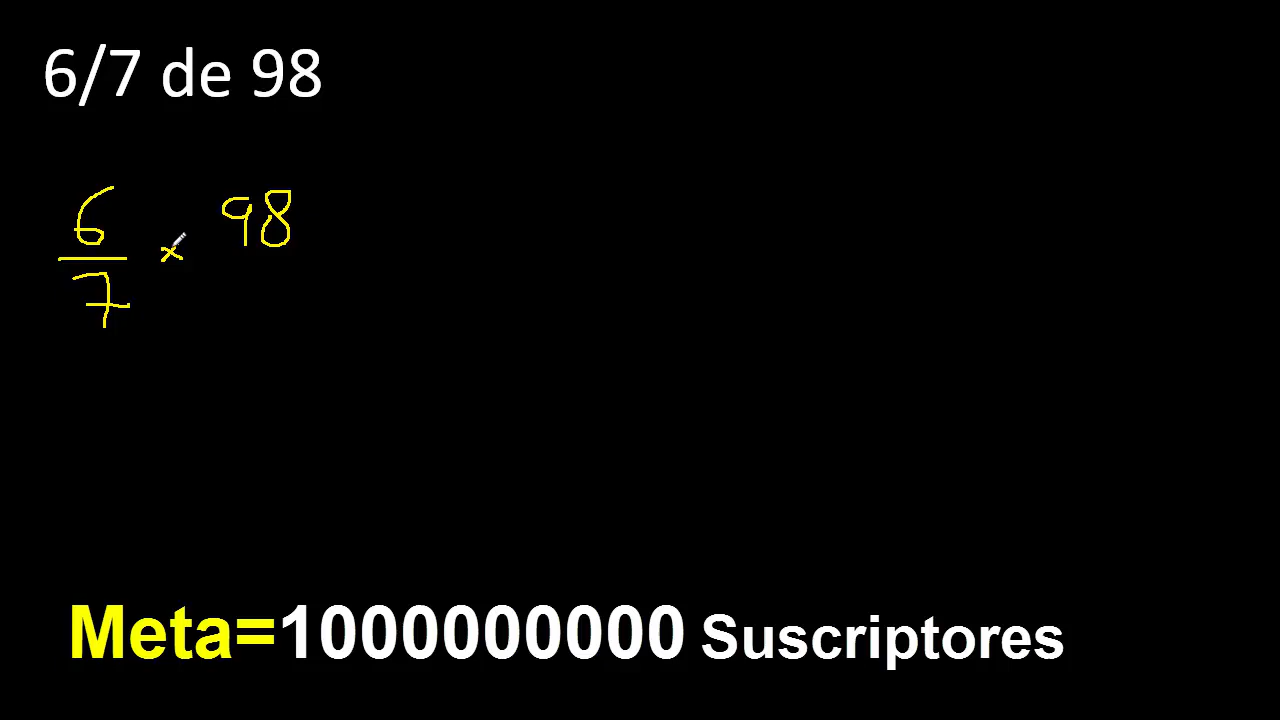 6/7 de 98
6/7 × 98
Meta=1000000000 Suscriptores